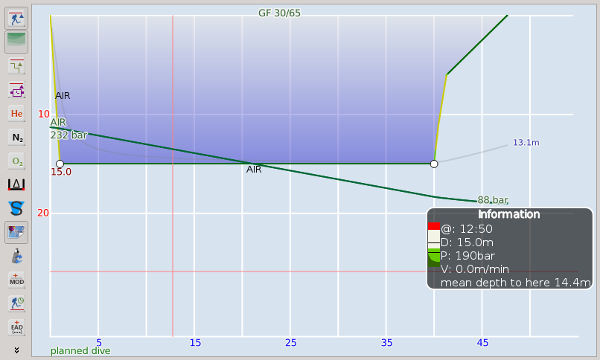 GF 30/65
AIR
10
AIR
232 bar
13.1m
AIR
15.0
88 bar
20
Information
@: 12:50
D: 15.0m
P: 190bar
V: 0.0m/min
mean depth to here 14.4m
He
N₂
O₂
+
MOD
+
EAD
5
15
25
35
45
planned dive